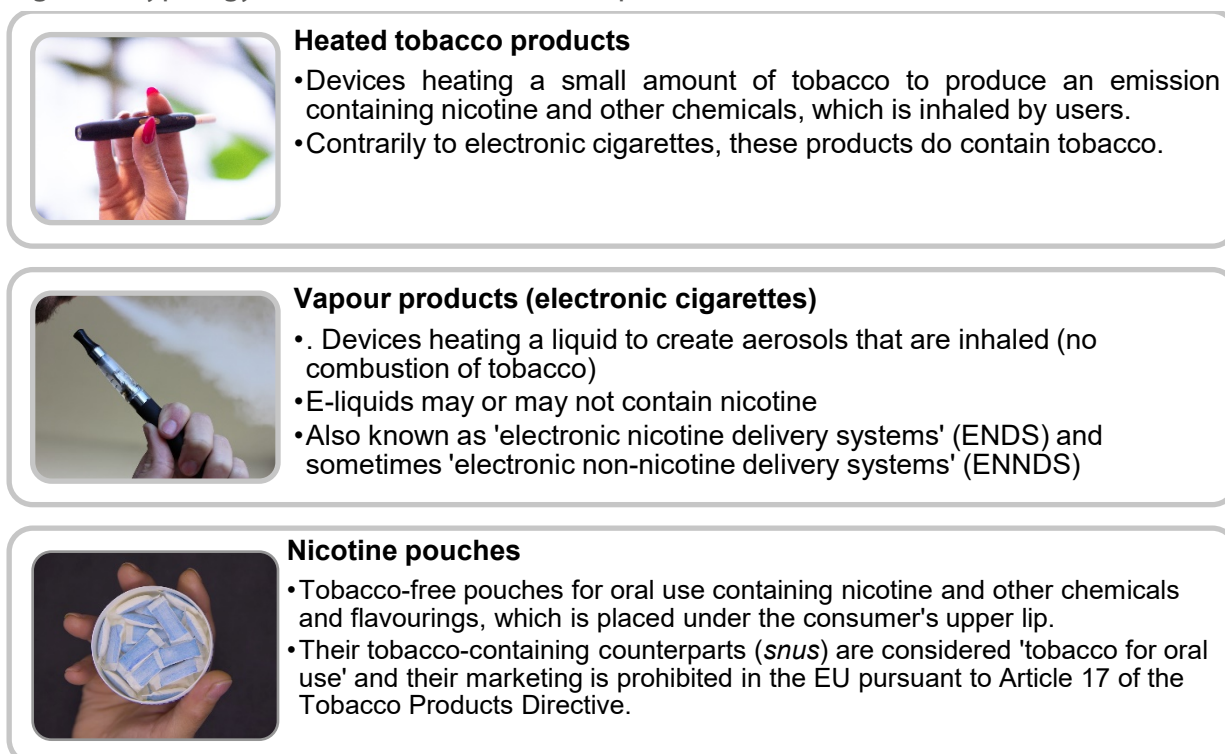 Heated tobacco products
•Devices heating a small amount of tobacco to produce an emission
containing nicotine and other chemicals, which is inhaled by users.
•Contrarily to electronic cigarettes, these products do contain tobacco.
Vapour products (electronic cigarettes)
•. Devices heating a liquid to create aerosols that are inhaled (no
combustion of tobacco)
•E-liquids may or may not contain nicotine
•Also known as 'electronic nicotine delivery systems' (ENDS) and
sometimes 'electronic non-nicotine delivery systems' (ENNDS)
Nicotine pouches
•Tobacco-free pouches for oral use containing nicotine and other chemicals
and flavourings, which is placed under the consumer's upper lip.
•Their tobacco-containing counterparts (snus) are considered 'tobacco for oral
use' and their marketing is prohibited in the EU pursuant to Article 17 of the
Tobacco Products Directive.